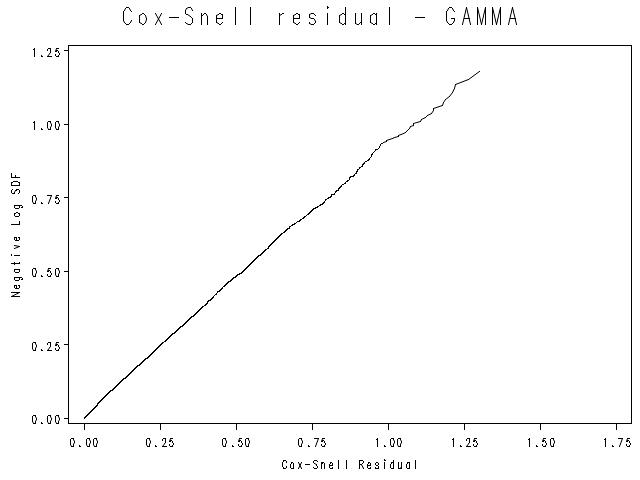 Cox-Snell residual - GAMMA
1.25
1.00
0.75
0.50
0.25
0.00
Negative Log SDF
0.00 0.25 0.50 0.75 1.00 1.25 1.50 1.75
Cox-Snell Residual